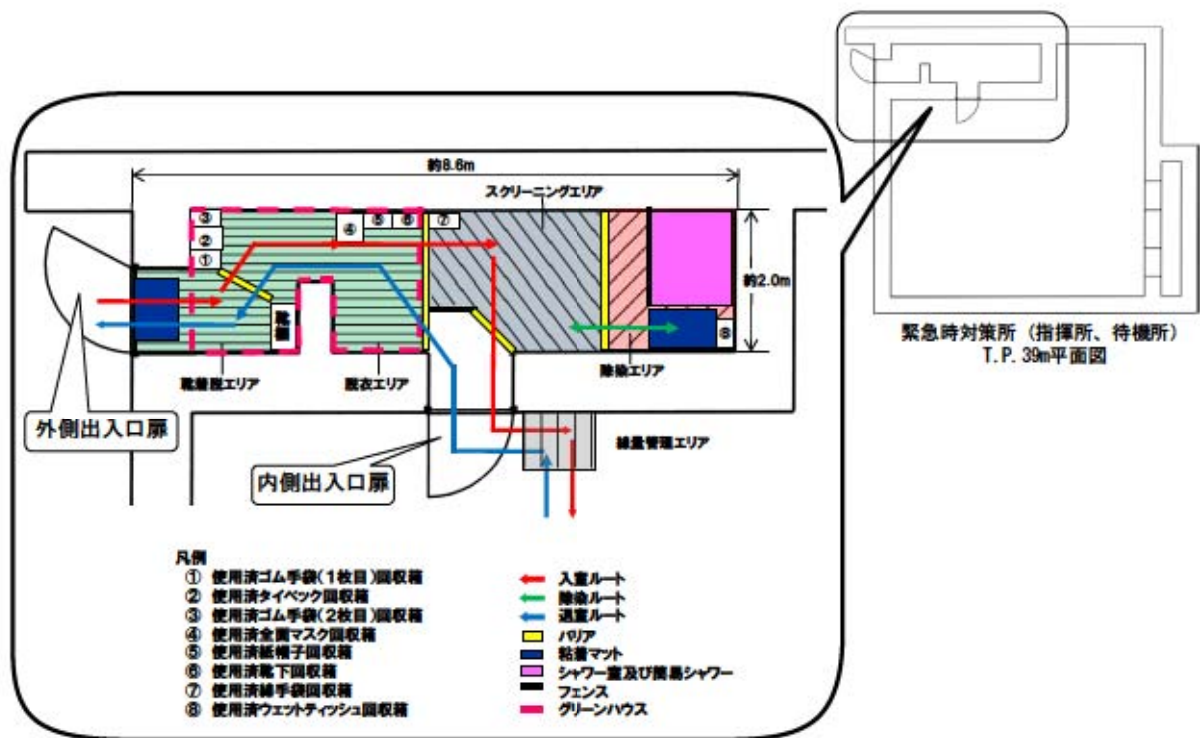 約8.6m
スクリーニングエリア
③
②
①
④
⑤
⑥
⑦
約2.0m
靴棚
⑧
靴着脱エリア
脱衣エリア
除染エリア
外側出入口扉
内側出入口扉
線量管理エリア
緊急時対策所（指揮所、待機所）
T.P.39m平面図
凡例
① 使用済ゴム手袋（1枚目）回収箱
② 使用済タイベック回収箱
③ 使用済ゴム手袋（2枚目）回収箱
④ 使用済全面マスク回収箱
⑤ 使用済紙帽子回収箱
⑥ 使用済靴下回収箱
⑦ 使用済綿手袋回収箱
⑧ 使用済ウェットティッシュ回収箱
入室ルート
除染ルート
退室ルート
バリア
粘着マット
シャワー室及び簡易シャワー
フェンス
グリーンハウス